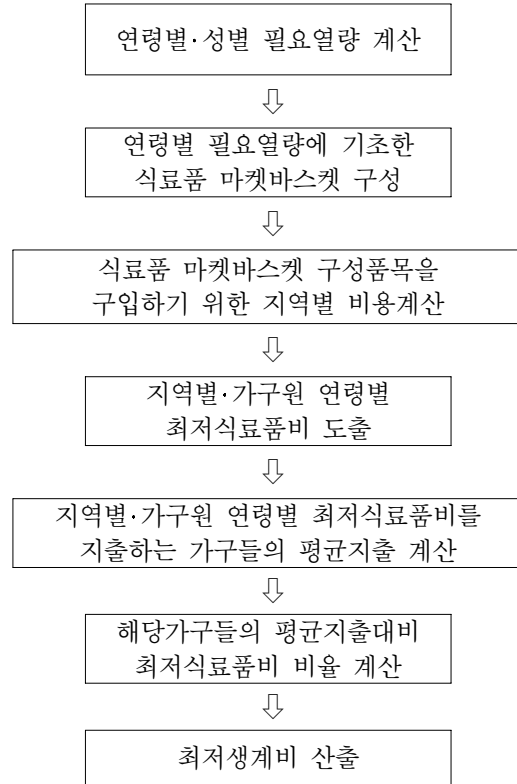 연령별·성별 필요열량 계산
연령별 필요열량에 기초한
식료품 마켓바스켓 구성
식료품 마켓바스켓 구성품목을
구입하기 위한 지역별 비용계산
지역별·가구원 연령별
최저식료품비 도출
지역별·가구원 연령별 최저식료품비를
지출하는 가구들의 평균지출 계산
해당가구들의 평균지출대비
최저식료품비 비율 계산
최저생계비 산출